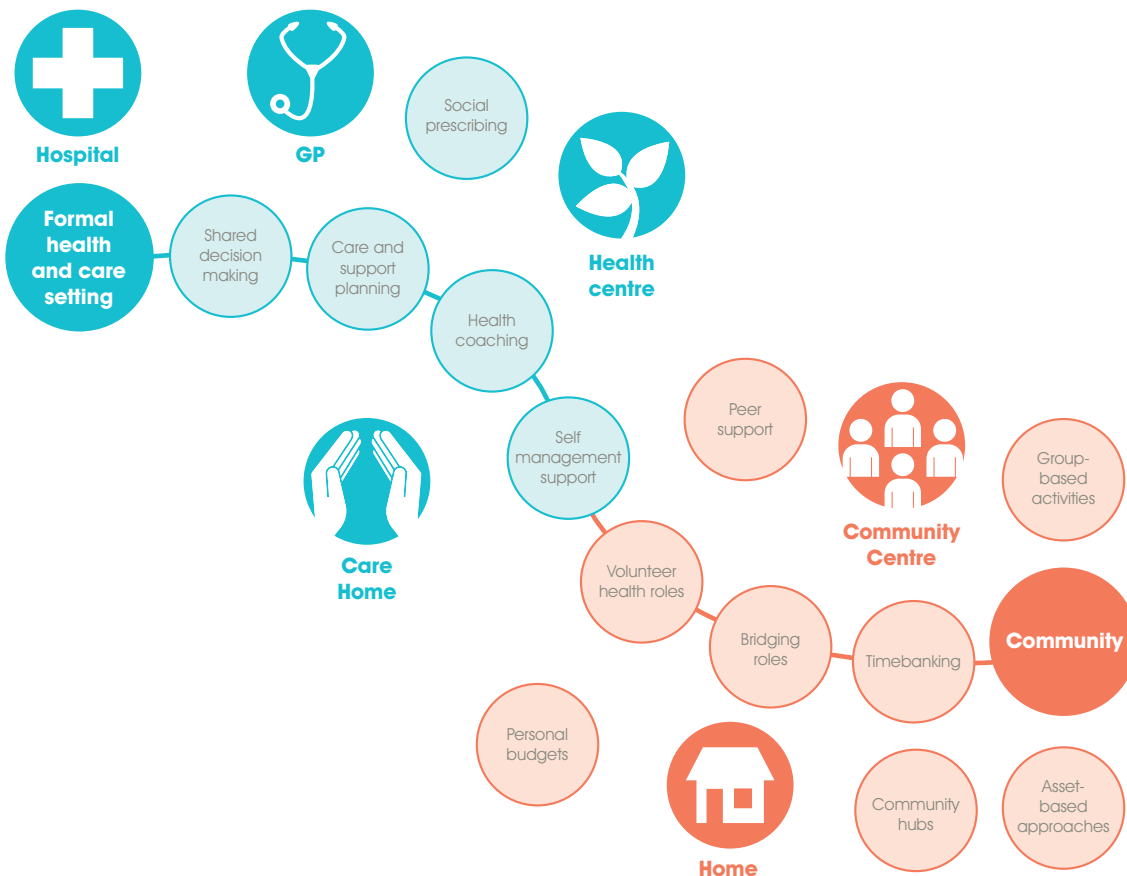 Hospital
GP
Social
prescribing
Health
centre
Formal
health
and care
setting
Shared
decision
making
Care and
support
planning
Health
coaching
Self
management
support
Care
Home
Peer
support
Community
Centre
Group-
based
activities
Volunteer
health roles
Bridging
roles
Timebanking
Community
Personal
budgets
Home
Community
hubs
Asset-
based
approaches